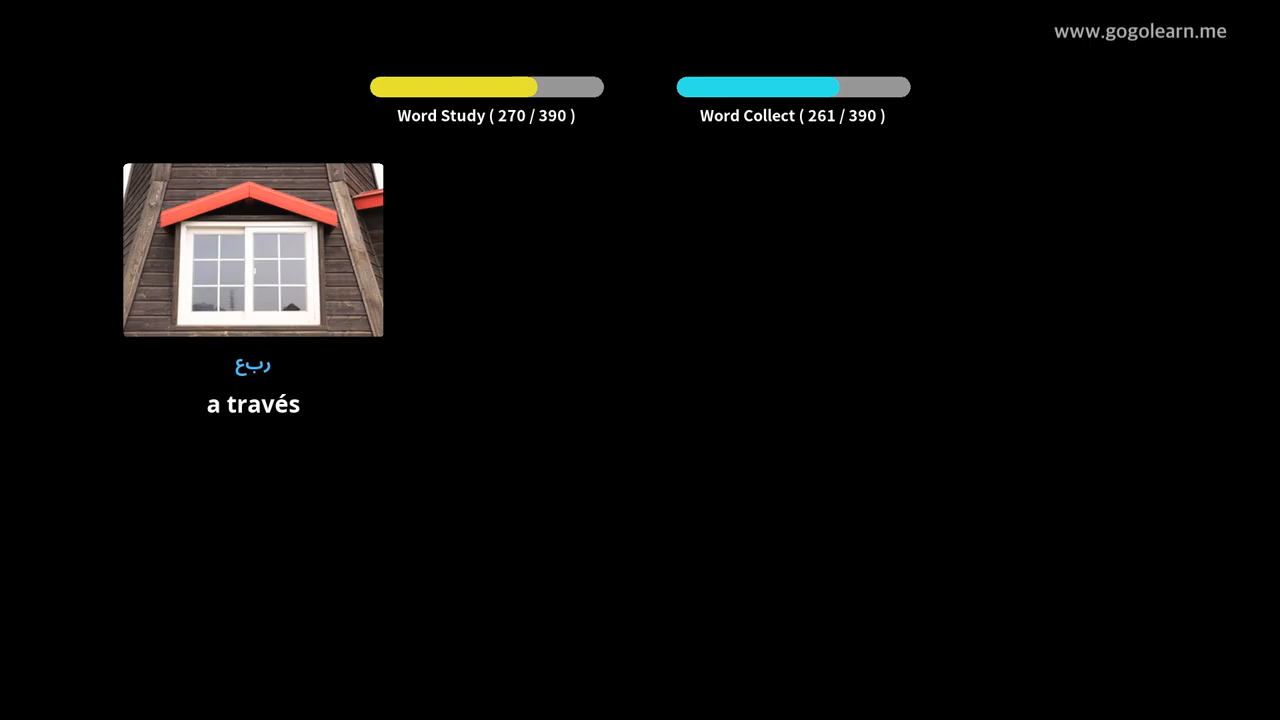 www.gogolearn.me
Word Study ( 270 / 390 )
Word Collect ( 261 / 390 )
ربع
a través